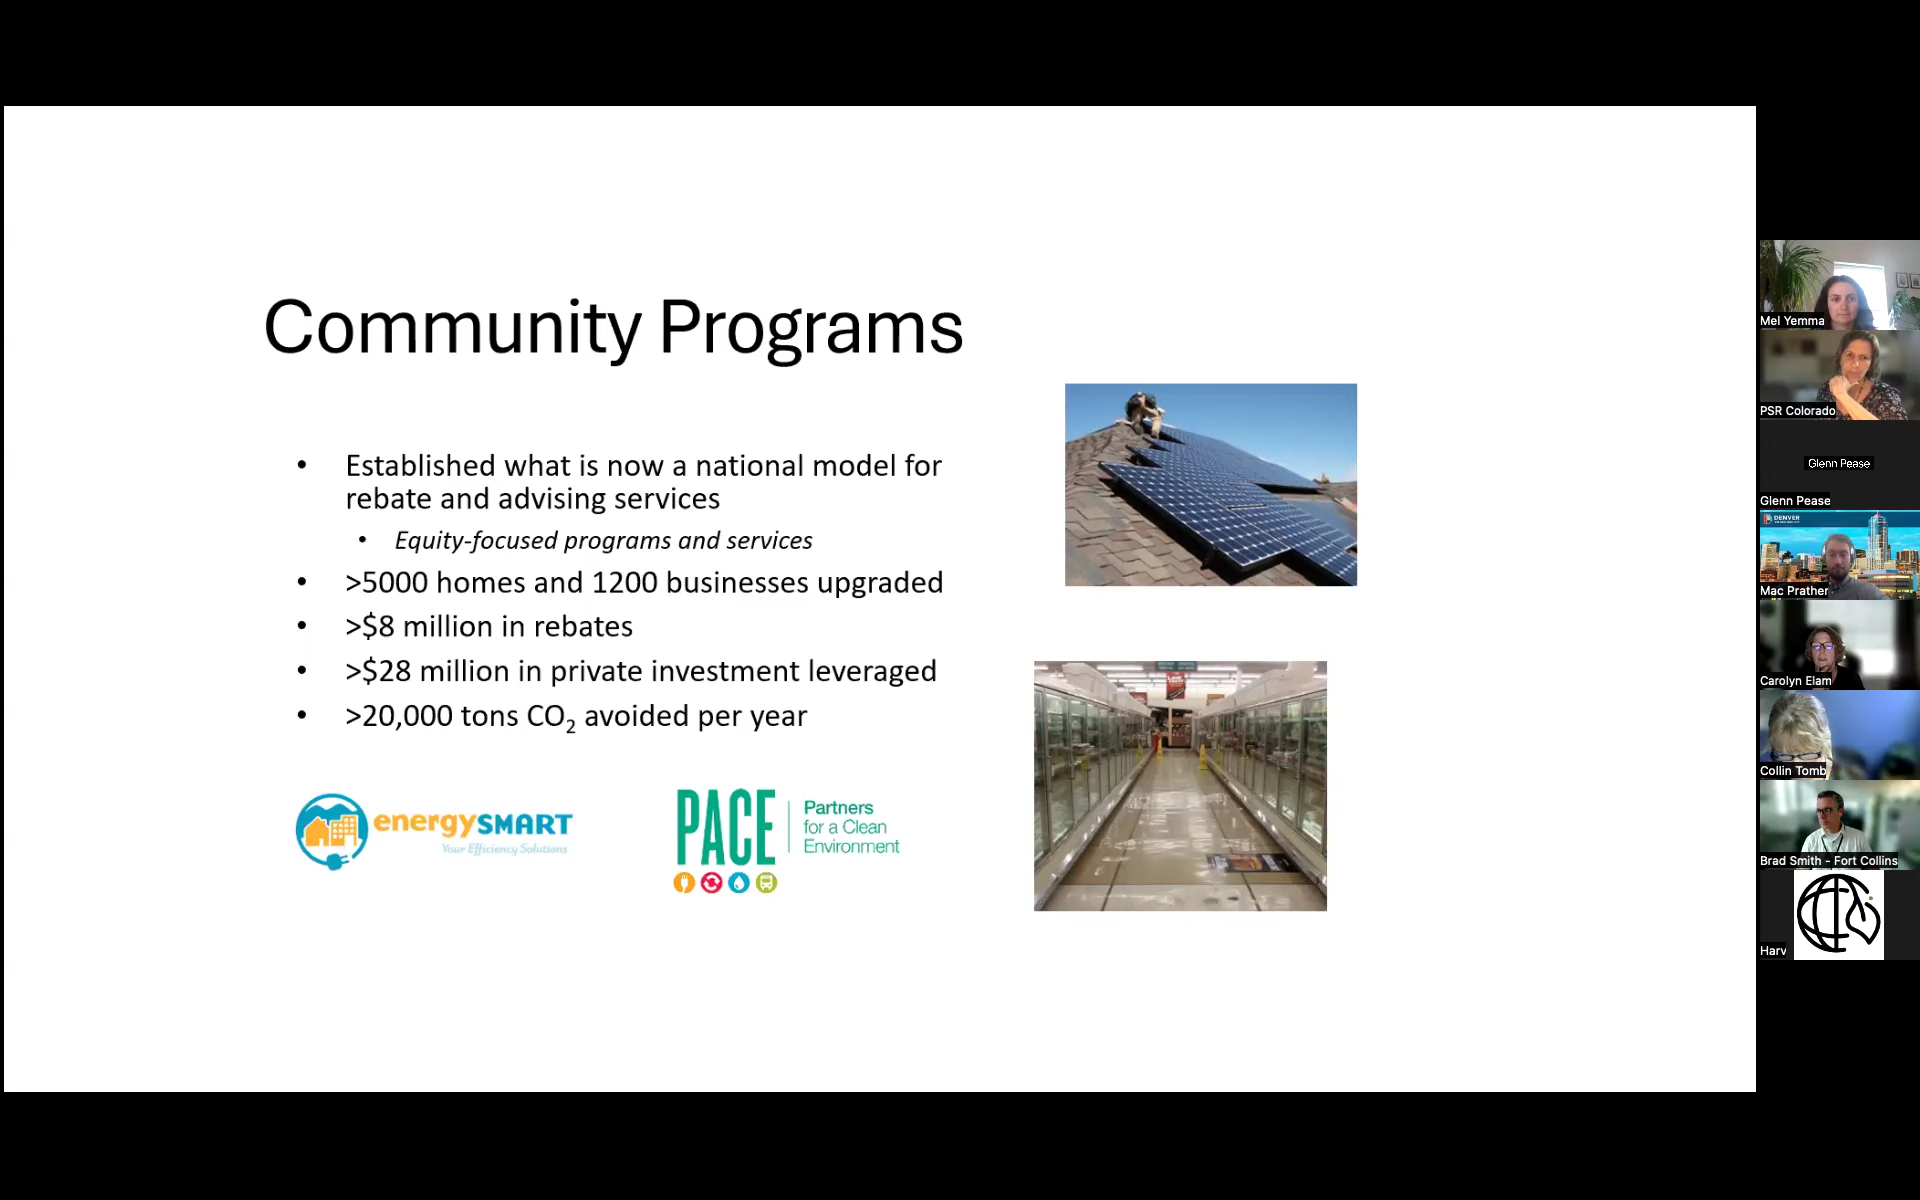 Community Programs
• Established what is now a national model for
rebate and advising services
• Equity-focused programs and services
• >5000 homes and 1200 businesses upgraded
• >$8 million in rebates
• >$28 million in private investment leveraged
• >20,000 tons CO₂ avoided per year
energySMART
Your Efficiency Solutions
PACE
Partners
for a Clean
Environment
Mel Yemma
PSR Colorado
Glenn Pease
Glenn Pease
DENVER
Mac Prather
Carolyn Elam
Collin Tomb
Brad Smith - Fort Collins
Harv